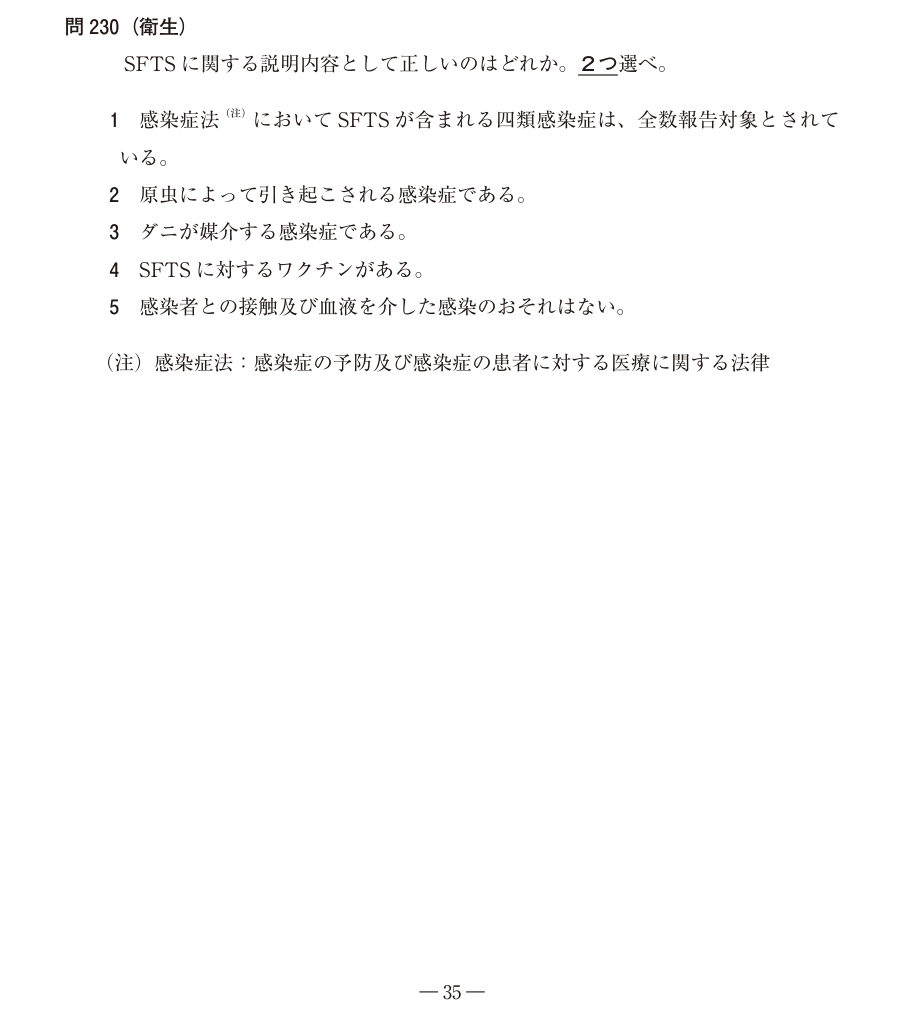 問 230（衛生）
SFTS に関する説明内容として正しいのはどれか。２つ選べ。
1 感染症法（注）において SFTS が含まれる四類感染症は、全数報告対象とされて
いる。
2 原虫によって引き起こされる感染症である。
3 ダニが媒介する感染症である。
4 SFTS に対するワクチンがある。
5 感染者との接触及び血液を介した感染のおそれはない。
（注）感染症法：感染症の予防及び感染症の患者に対する医療に関する法律
― 35 ―